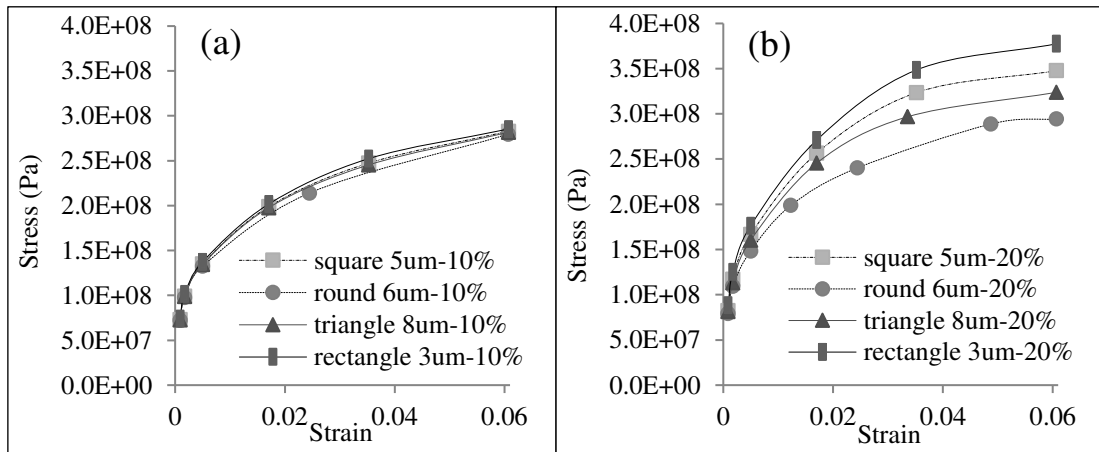 (a)
4.0E+08
3.5E+08
3.0E+08
2.5E+08
2.0E+08
1.5E+08
1.0E+08
5.0E+07
0.0E+00
Stress (Pa)
square 5um-10%
round 6um-10%
triangle 8um-10%
rectangle 3um-10%
0 0.02 0.04 0.06
Strain
(b)
4.0E+08
3.5E+08
3.0E+08
2.5E+08
2.0E+08
1.5E+08
1.0E+08
5.0E+07
0.0E+00
Stress (Pa)
square 5um-20%
round 6um-20%
triangle 8um-20%
rectangle 3um-20%
0 0.02 0.04 0.06
Strain